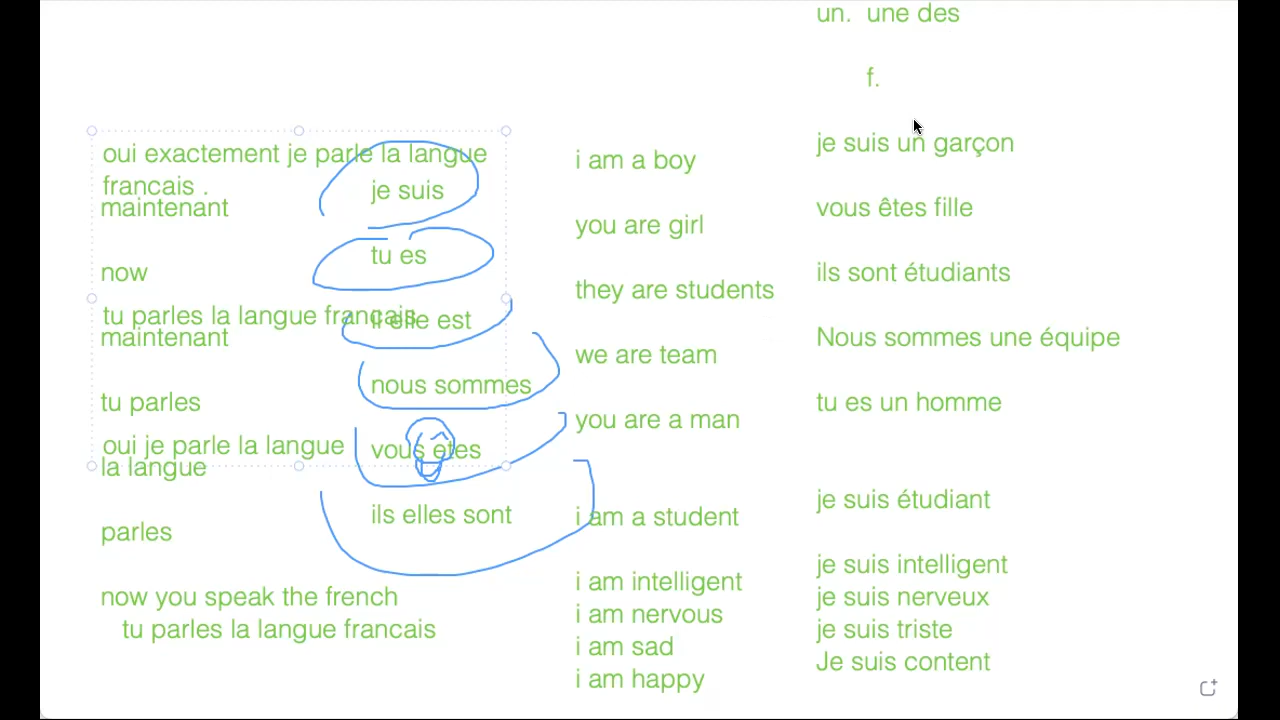 un. une des
f.
oui exactement je parle la langue
francais .
maintenant
now
tu parles la langue français
maintenant
tu parles
oui je parle la langue
la langue
parles
now you speak the french
tu parles la langue francais
je suis
tu es
il elle est
nous sommes
vous etes
ils elles sont
i am a boy
you are girl
they are students
we are team
you are a man
i am a student
i am intelligent
i am nervous
i am sad
i am happy
je suis un garçon
vous êtes fille
ils sont étudiants
Nous sommes une équipe
tu es un homme
je suis étudiant
je suis intelligent
je suis nerveux
je suis triste
Je suis content